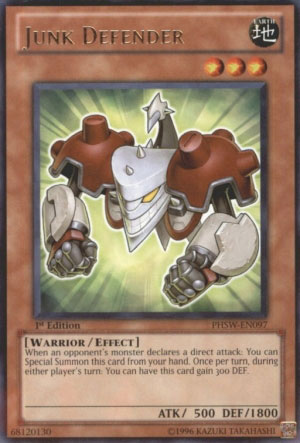 Junk Defender
EARTH
地
1st Edition
PHSW-EN097
[Warrior / Effect]
When an opponent's monster declares a direct attack: You can
Special Summon this card from your hand. Once per turn, during
either player's turn: You can have this card gain 300 DEF.
ATK/ 500 DEF/1800
68120130
©1996 KAZUKI TAKAHASHI